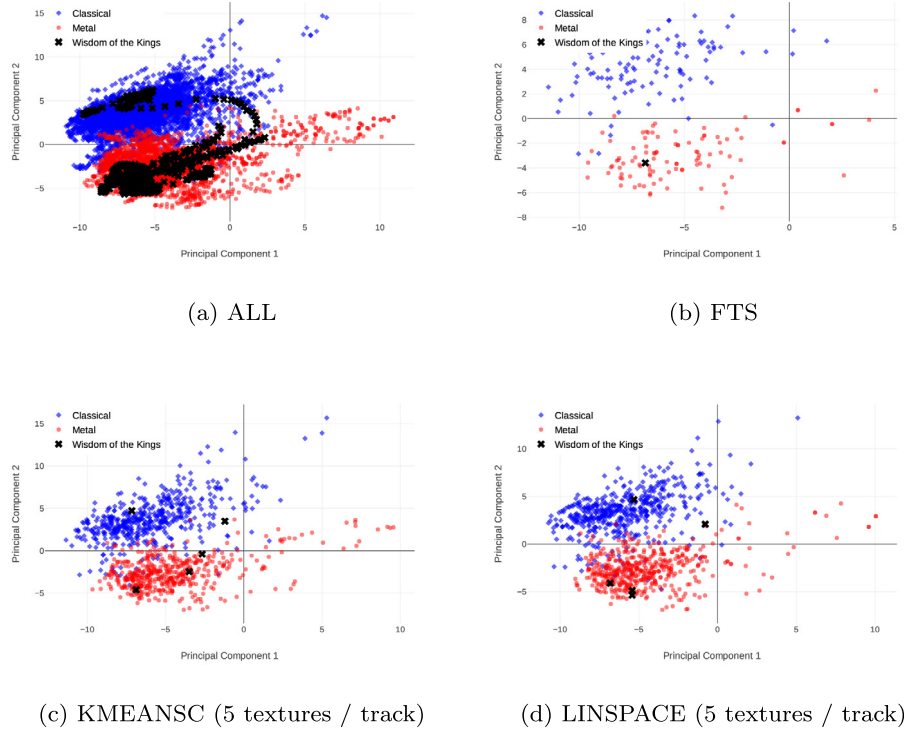 Classical
Metal
Wisdom of the Kings
15
10
5
0
−5
−10
−5
0
5
10
Principal Component 2
Principal Component 1
(a) ALL
Classical
Metal
Wisdom of the Kings
8
6
4
2
0
−2
−4
−6
−8
−10
−5
0
5
Principal Component 2
Principal Component 1
(b) FTS
Classical
Metal
Wisdom of the Kings
15
10
5
0
−5
−10
−5
0
5
10
Principal Component 2
Principal Component 1
(c) KMEANSC (5 textures / track)
Classical
Metal
Wisdom of the Kings
10
5
0
−5
−10
−5
0
5
10
Principal Component 2
Principal Component 1
(d) LINSPACE (5 textures / track)